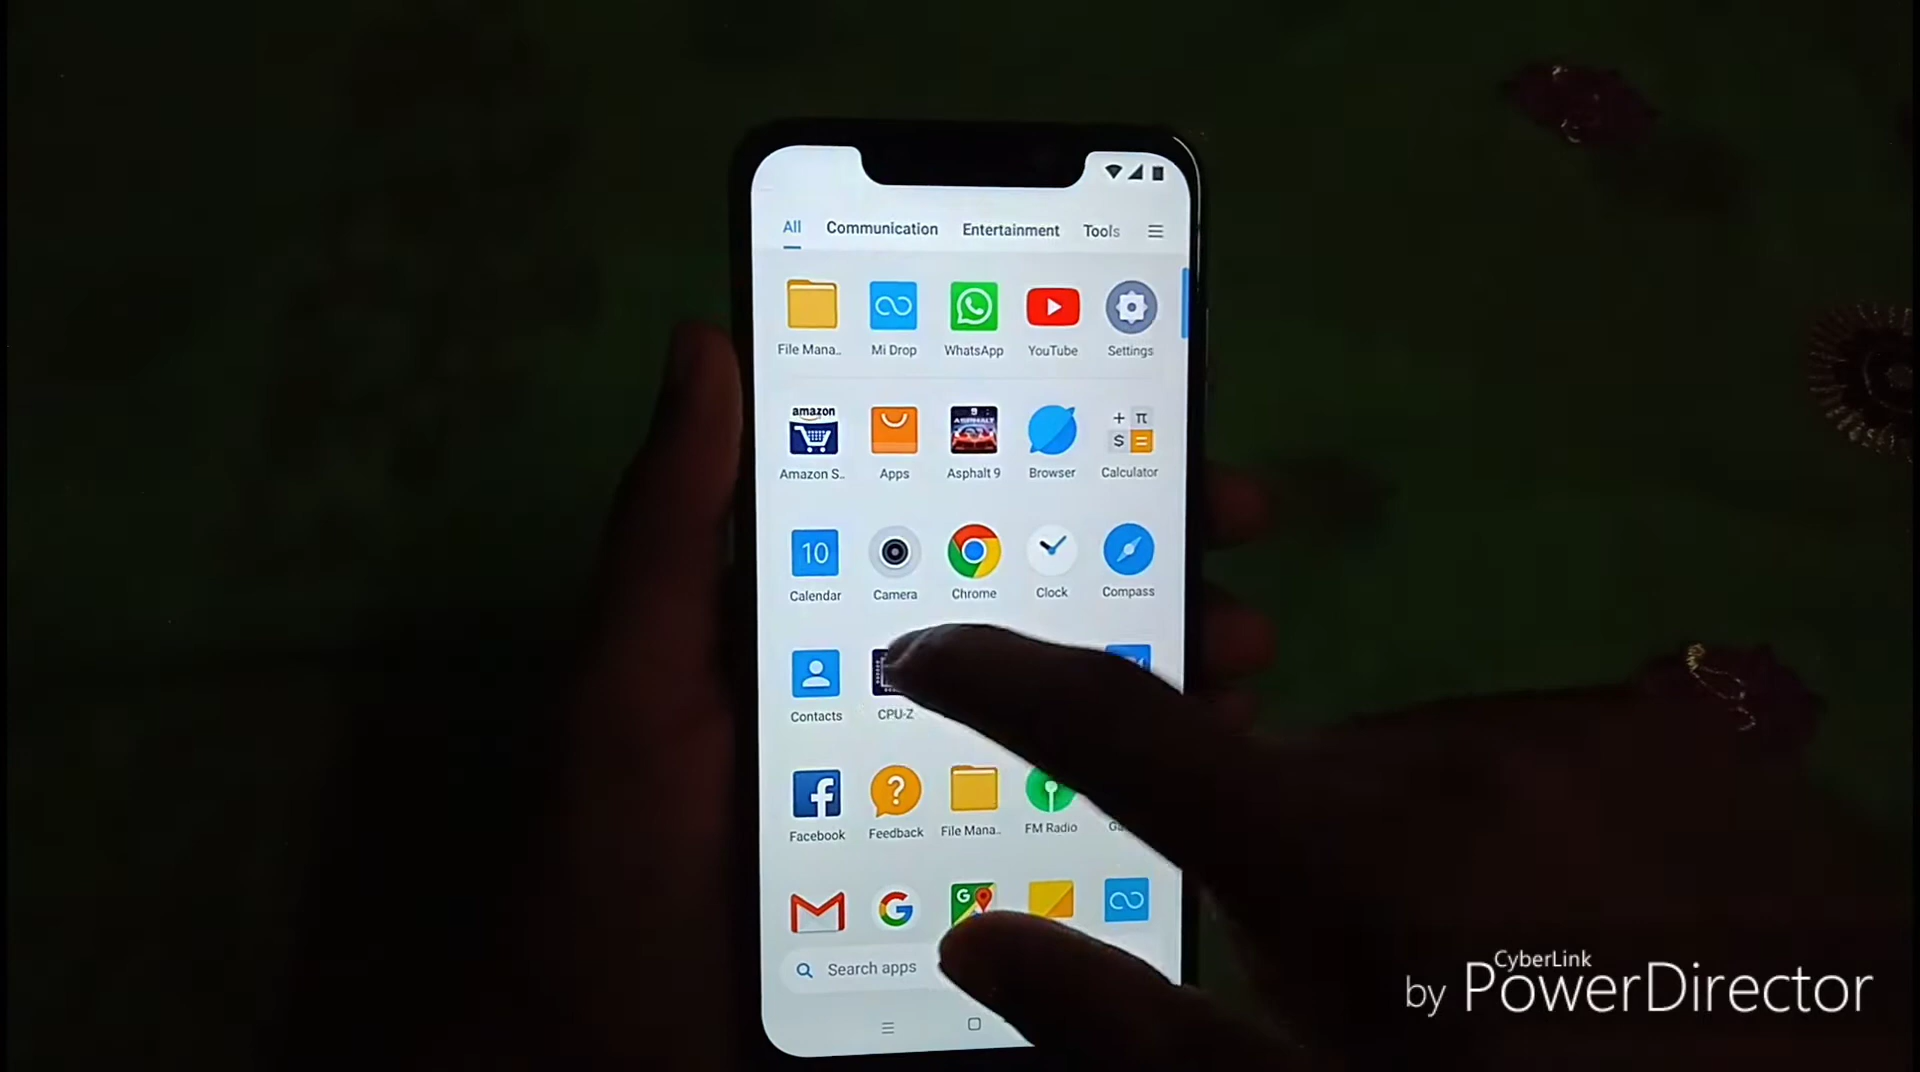 All Communication Entertainment Tools
File Mana.. Mi Drop WhatsApp YouTube Settings
amazon
ASPHALT
Amazon S.. Apps Asphalt 9 Browser Calculator
10
Calendar Camera Chrome Clock Compass
Contacts CPU-Z
Facebook Feedback File Mana.. FM Radio
Search apps
CyberLink
by PowerDirector